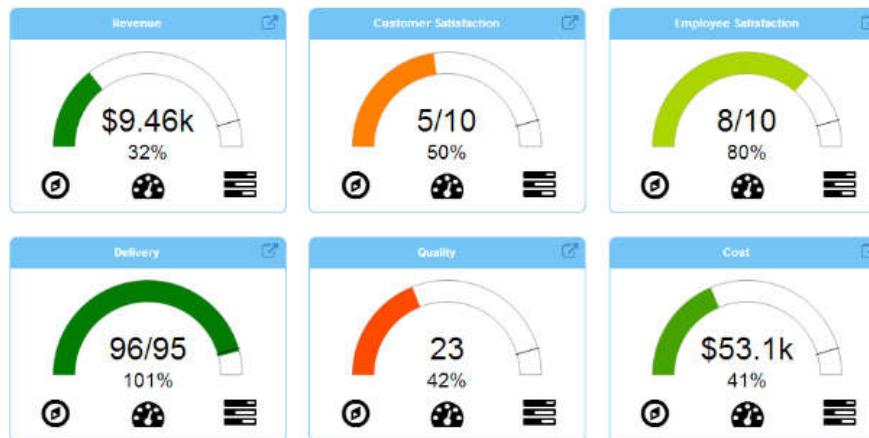 Revenue
$9.46k
32%
Customer Satisfaction
5/10
50%
Employee Satisfaction
8/10
80%
Delivery
96/95
101%
Quality
23
42%
Cost
$53.1k
41%